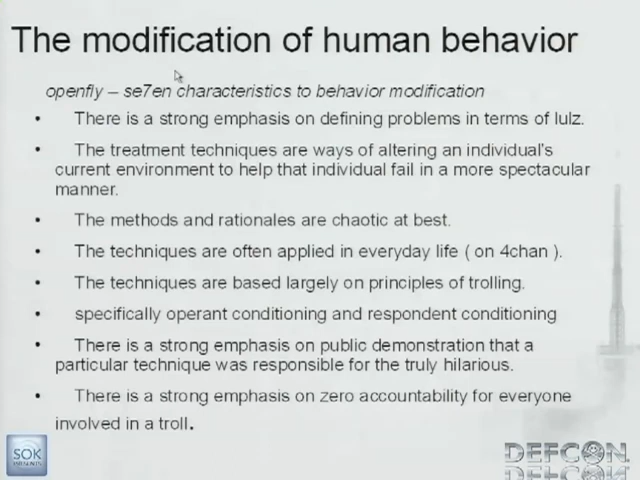 The modification of human behavior
openfly – se7en characteristics to behavior modification
• There is a strong emphasis on defining problems in terms of lulz.
• The treatment techniques are ways of altering an individual's
current environment to help that individual fail in a more spectacular
manner.
• The methods and rationales are chaotic at best.
• The techniques are often applied in everyday life ( on 4chan ).
• The techniques are based largely on principles of trolling.
• specifically operant conditioning and respondent conditioning
• There is a strong emphasis on public demonstration that a
particular technique was responsible for the truly hilarious.
• There is a strong emphasis on zero accountability for everyone
involved in a troll.
SOK
PRESENTS
DEFCON.